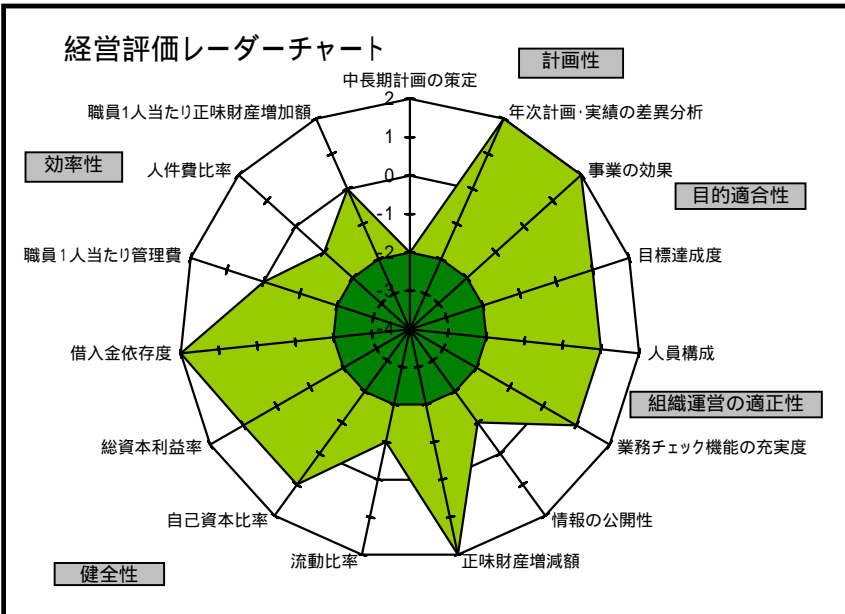 経営評価レーダーチャート
計画性
中長期計画の策定
職員1人当たり正味財産増加額
年次計画・実績の差異分析
効率性
人件費比率
事業の効果
目的適合性
職員1人当たり管理費
目標達成度
借入金依存度
人員構成
組織運営の適正性
総資本利益率
業務チェック機能の充実度
自己資本比率
情報の公開性
流動比率
正味財産増減額
健全性
2
1
0
-1
-2
-3
-4